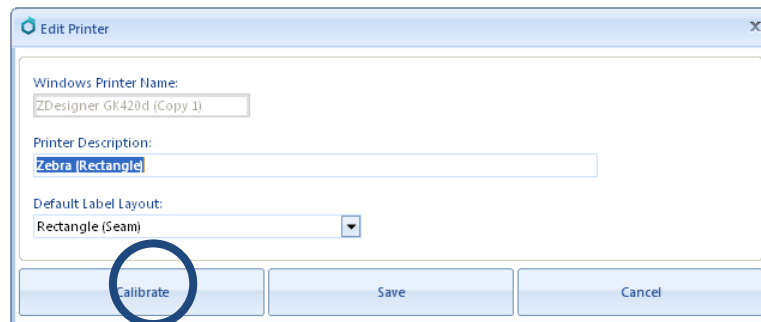 Edit Printer
x
Windows Printer Name:
ZDesigner GK420d (Copy 1)
Printer Description:
Zebra (Rectangle)
Default Label Layout:
Rectangle (Seam)
Calibrate Save Cancel